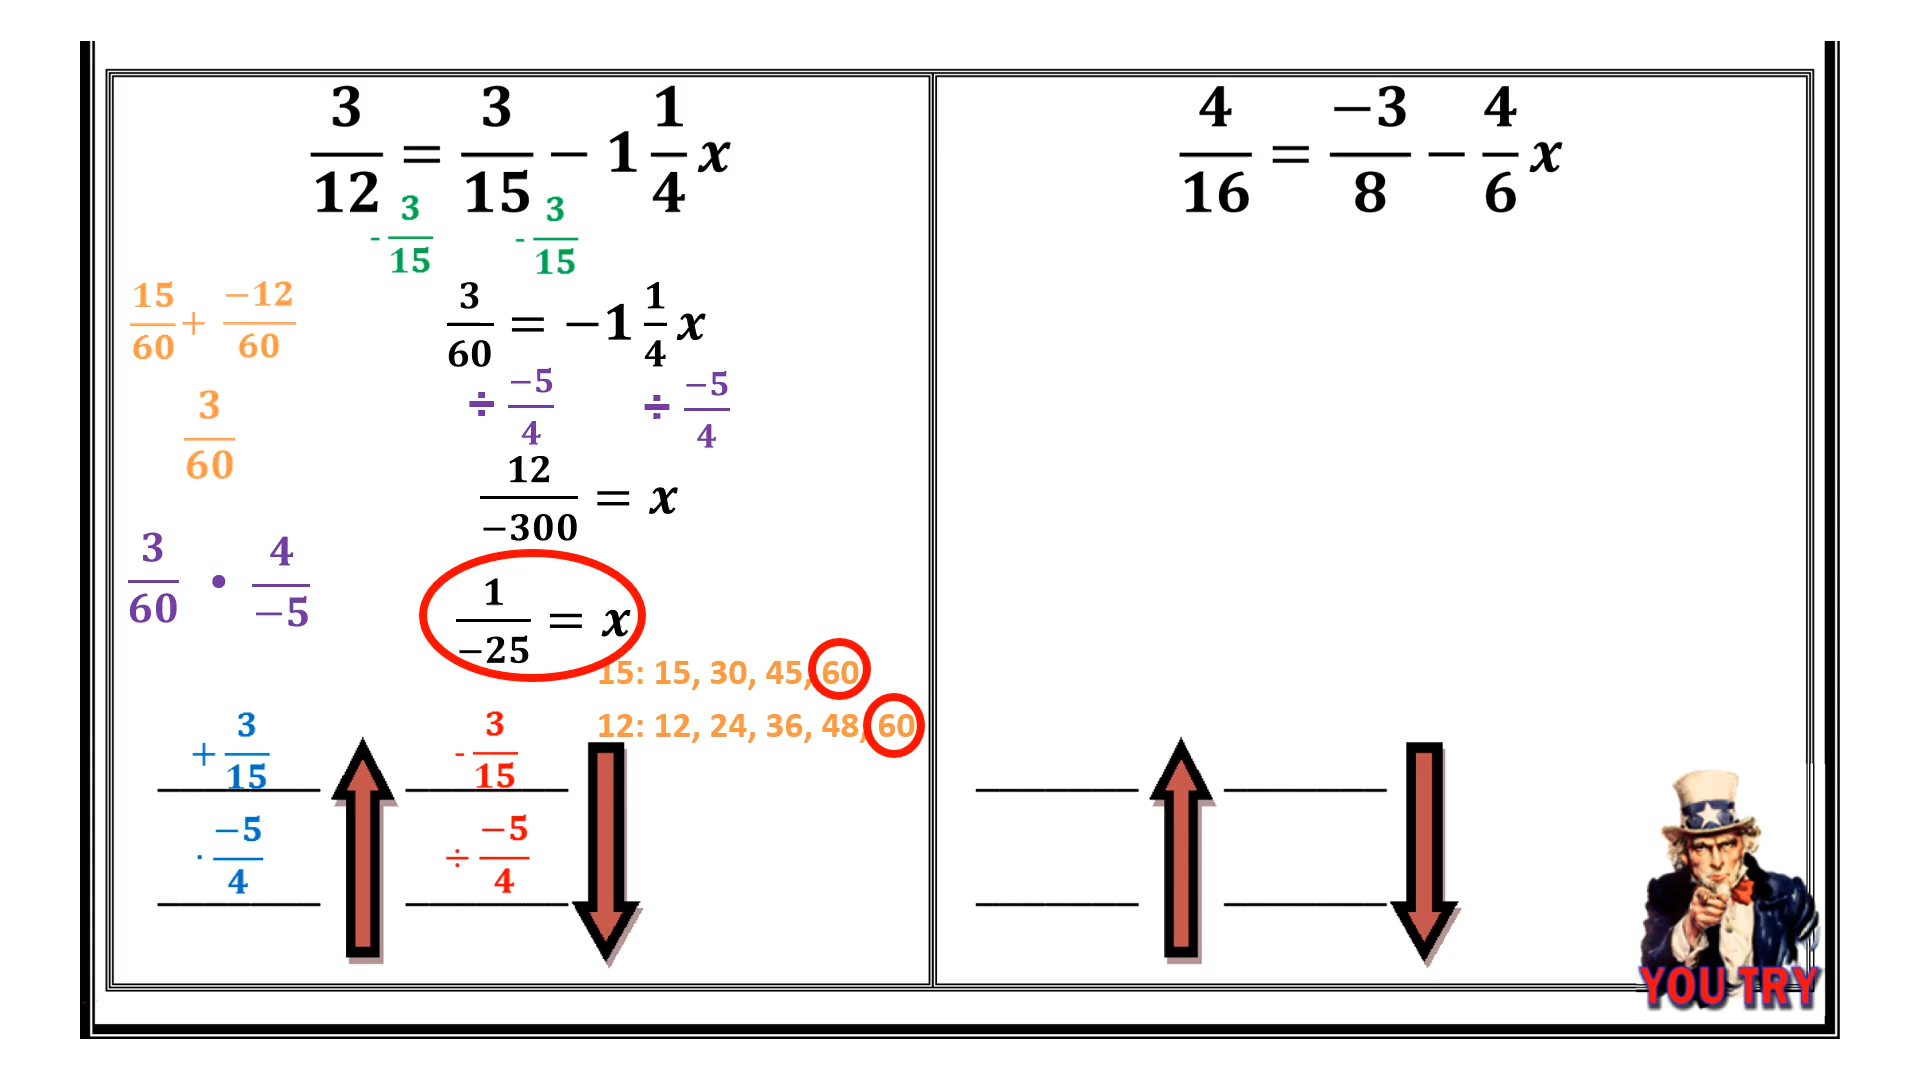 3/12 = 3/15 − 1 1/4 x
- 3/15 - 3/15
15/60 + −12/60
3/60 = −1 1/4 x
÷ −5/4 ÷ −5/4
3/60
12/−300 = x
3/60 • 4/−5
1/−25 = x
15: 15, 30, 45, 60
12: 12, 24, 36, 48, 60
+ 3/15 - 3/15
· −5/4 ÷ −5/4
4/16 = −3/8 − 4/6 x
YOU TRY